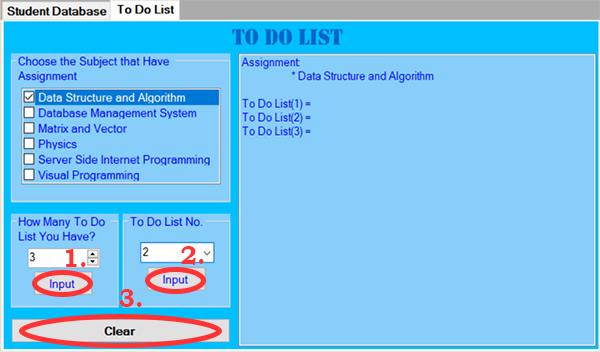 Student Database
To Do List
TO DO LIST
Choose the Subject that Have
Assignment
Data Structure and Algorithm
Database Management System
Matrix and Vector
Physics
Server Side Internet Programming
Visual Programming
Assignment:
* Data Structure and Algorithm
To Do List(1) =
To Do List(2) =
To Do List(3) =
How Many To Do
List You Have?
3
1.
Input
To Do List No.
2
2.
Input
3.
Clear